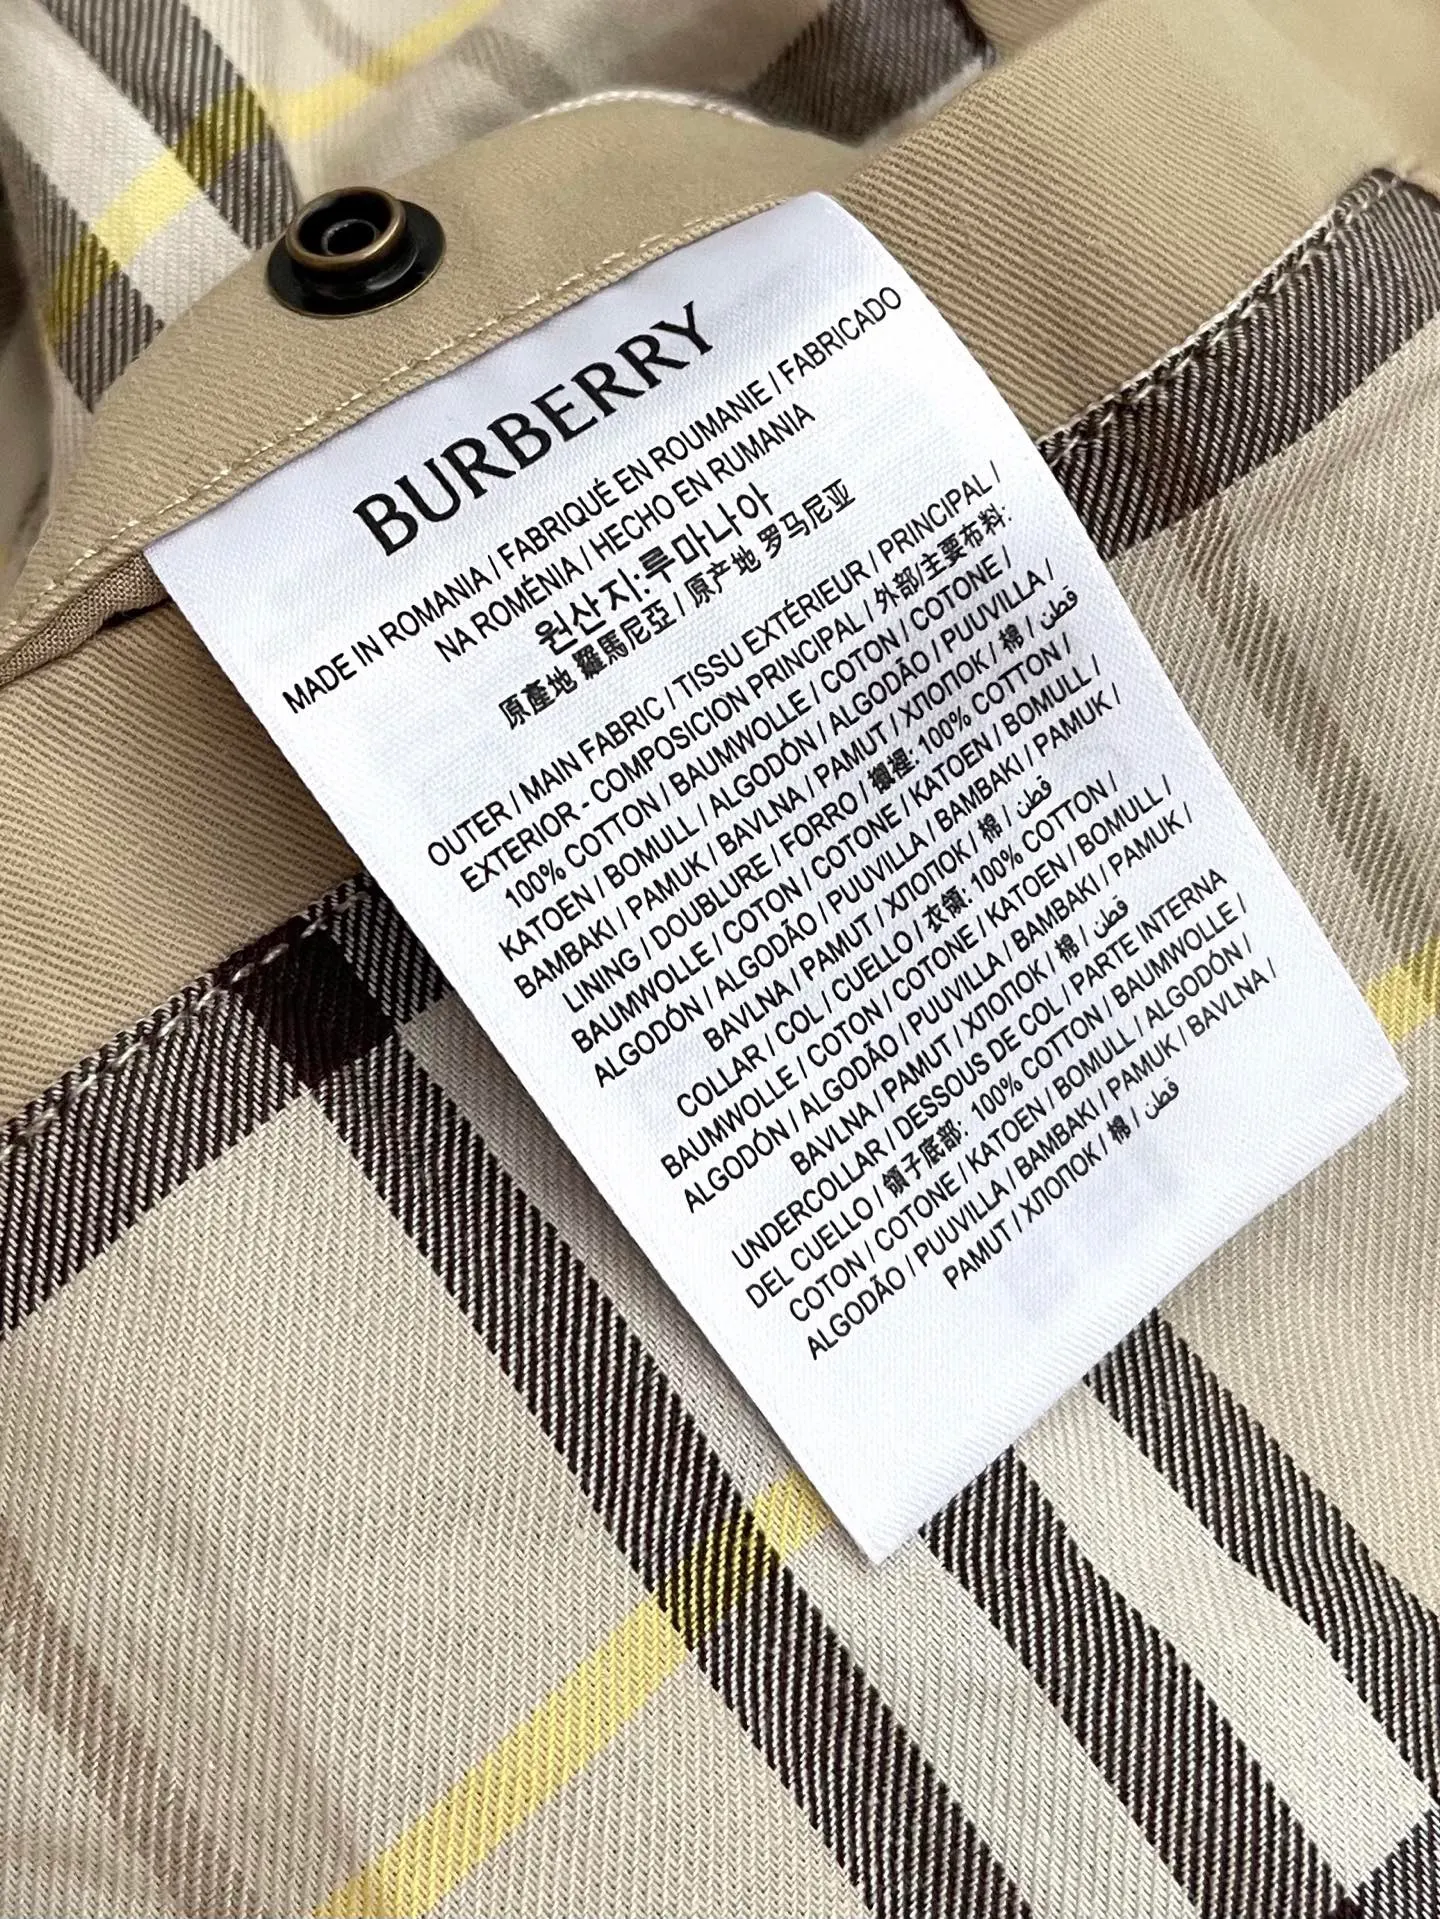 BURBERRY
MADE IN ROMANIA / FABRIQUÉ EN ROUMANIE / FABRICADO
NA ROMÉNIA / HECHO EN RUMANIA
원산지:루마니아
原產地 羅馬尼亞 / 原产地 罗马尼亚
OUTER / MAIN FABRIC / TISSU EXTÉRIEUR / PRINCIPAL /
EXTERIOR - COMPOSICION PRINCIPAL / 外部/主要布料:
100% COTTON / BAUMWOLLE / COTON / COTONE /
KATOEN / BOMULL / ALGODÓN / ALGODÃO / PUUVILLA /
BAMBAKI / PAMUK / BAVLNA / PAMUT / ХЛОПОК / 棉 / قطن
LINING / DOUBLURE / FORRO / 襯裡: 100% COTTON /
BAUMWOLLE / COTON / COTONE / KATOEN / BOMULL /
ALGODÓN / ALGODÃO / PUUVILLA / BAMBAKI / PAMUK /
BAVLNA / PAMUT / ХЛОПОК / 棉 / قطن
COLLAR / COL / CUELLO / 衣領: 100% COTTON /
BAUMWOLLE / COTON / COTONE / KATOEN / BOMULL /
ALGODÓN / ALGODÃO / PUUVILLA / BAMBAKI / PAMUK /
BAVLNA / PAMUT / ХЛОПОК / 棉 / قطن
UNDERCOLLAR / DESSOUS DE COL / PARTE INTERNA
DEL CUELLO / 領子底部: 100% COTTON / BAUMWOLLE /
COTON / COTONE / KATOEN / BOMULL / ALGODÓN /
ALGODÃO / PUUVILLA / BAMBAKI / PAMUK / BAVLNA /
PAMUT / ХЛОПОК / 棉 / قطن